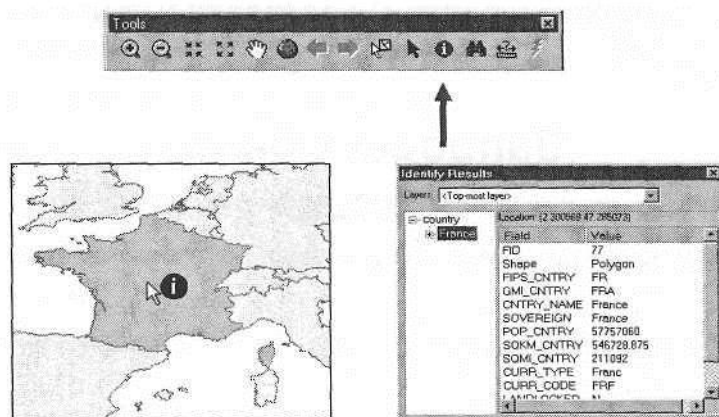 Tools
Identify Results
Layers: <Top-most layer>
country
France
Location: (2.300568 47.285073)
Field Value
FID 77
Shape Polygon
FIPS_CNTRY FR
GMI_CNTRY FRA
CNTRY_NAME France
SOVEREIGN France
POP_CNTRY 57757060
SQKM_CNTRY 546728.875
SQMI_CNTRY 211092
CURR_TYPE Franc
CURR_CODE FRF
LANDLOCKED N